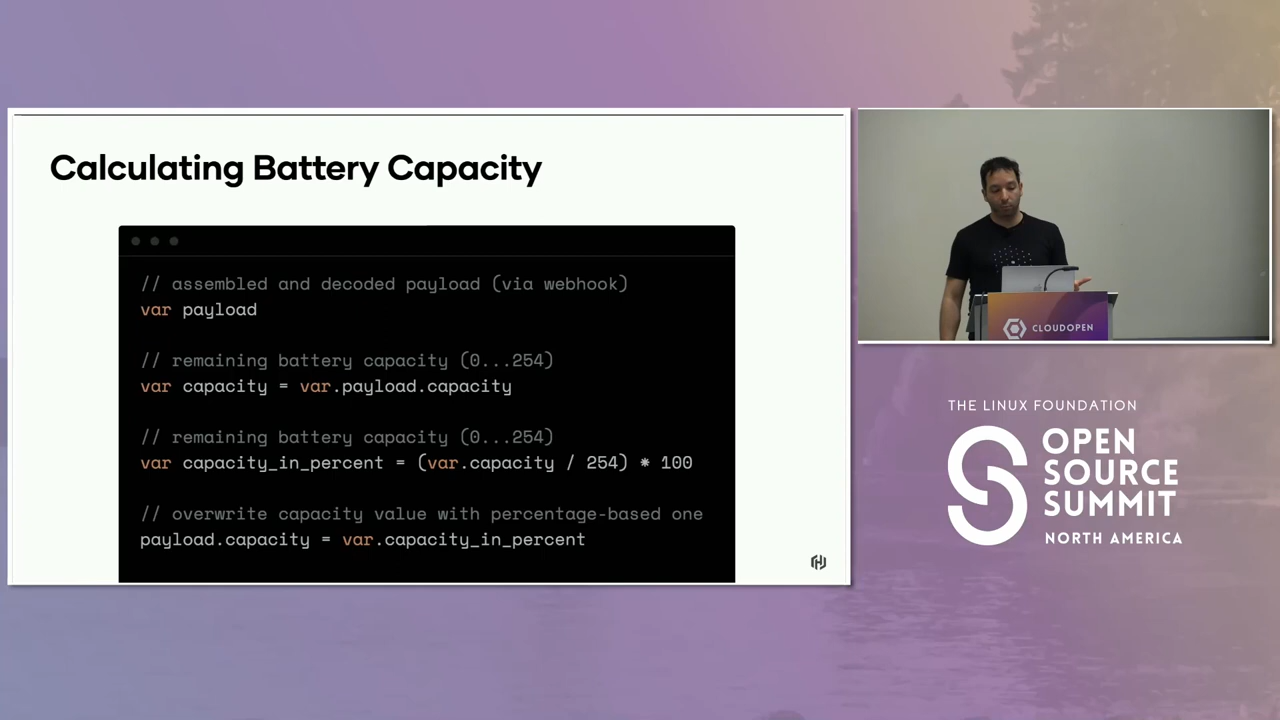 Calculating Battery Capacity
// assembled and decoded payload (via webhook)
var payload
// remaining battery capacity (0...254)
var capacity = var.payload.capacity
// remaining battery capacity (0...254)
var capacity_in_percent = (var.capacity / 254) * 100
// overwrite capacity value with percentage-based one
payload.capacity = var.capacity_in_percent
CLOUDOPEN
THE LINUX FOUNDATION
OPEN
SOURCE
SUMMIT
NORTH AMERICA